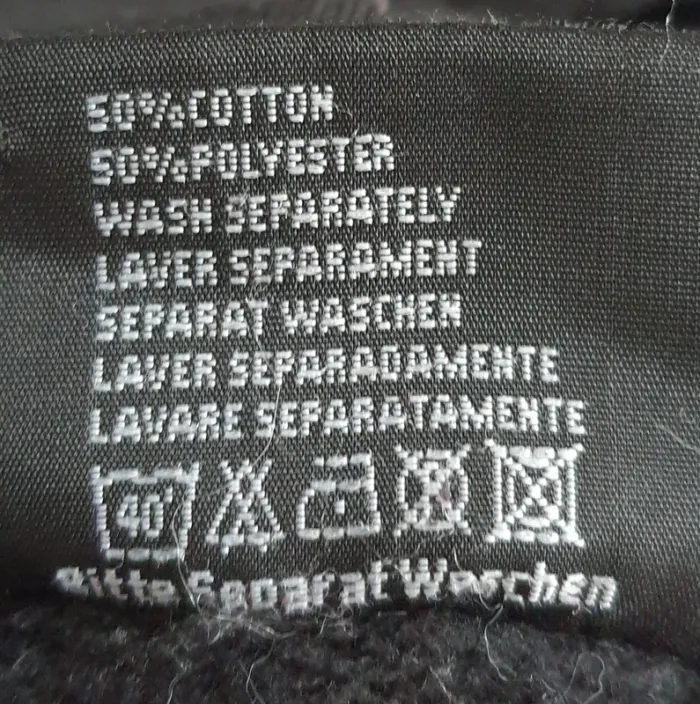 50%COTTON
50%POLYESTER
WASH SEPARATELY
LAVER SEPARAMENT
SEPARAT WASCHEN
LAVER SEPARADAMENTE
LAVARE SEPARATAMENTE
40°
Bitte Separat Waschen